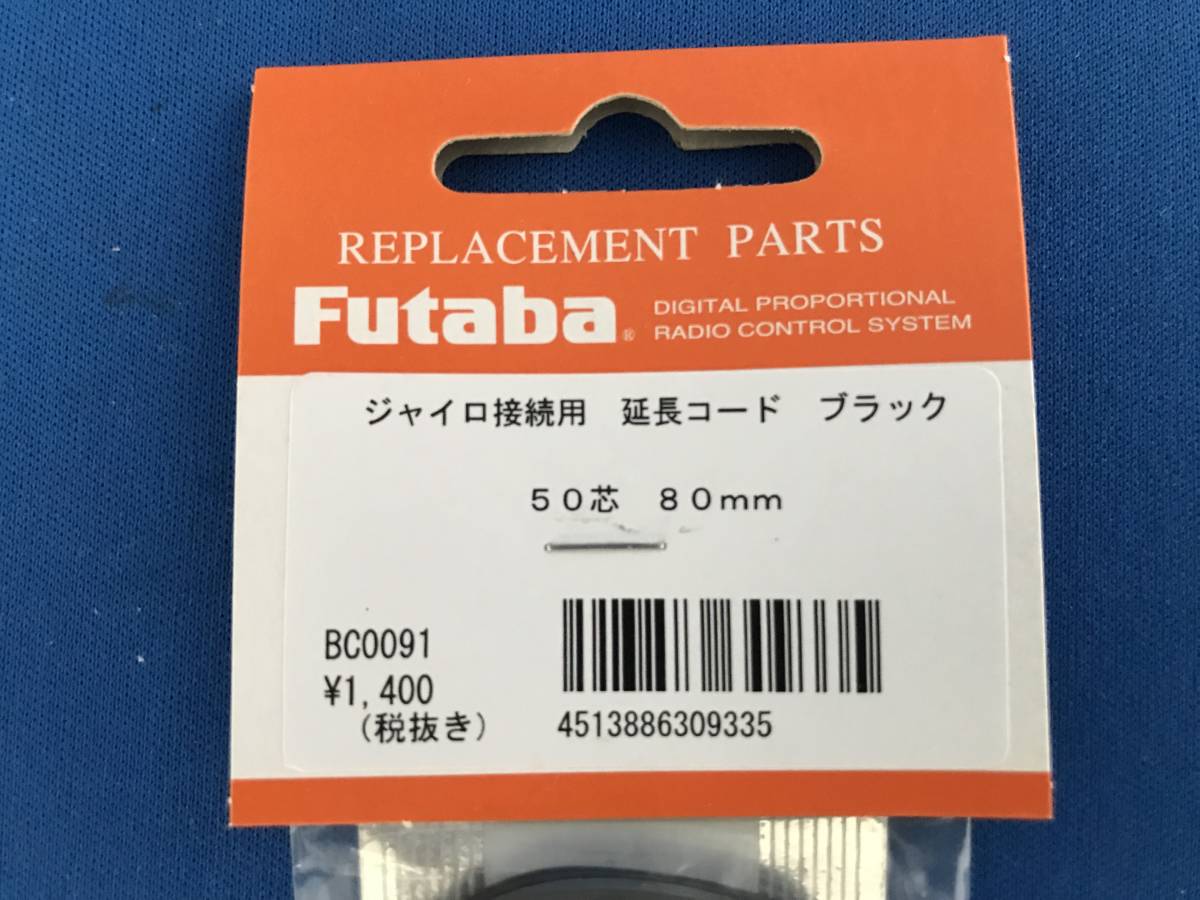 REPLACEMENT PARTS
Futaba®
DIGITAL PROPORTIONAL
RADIO CONTROL SYSTEM
ジャイロ接続用　延長コード　ブラック
５０芯　８０ｍｍ
BC0091
¥1,400
（税抜き）
4513886309335